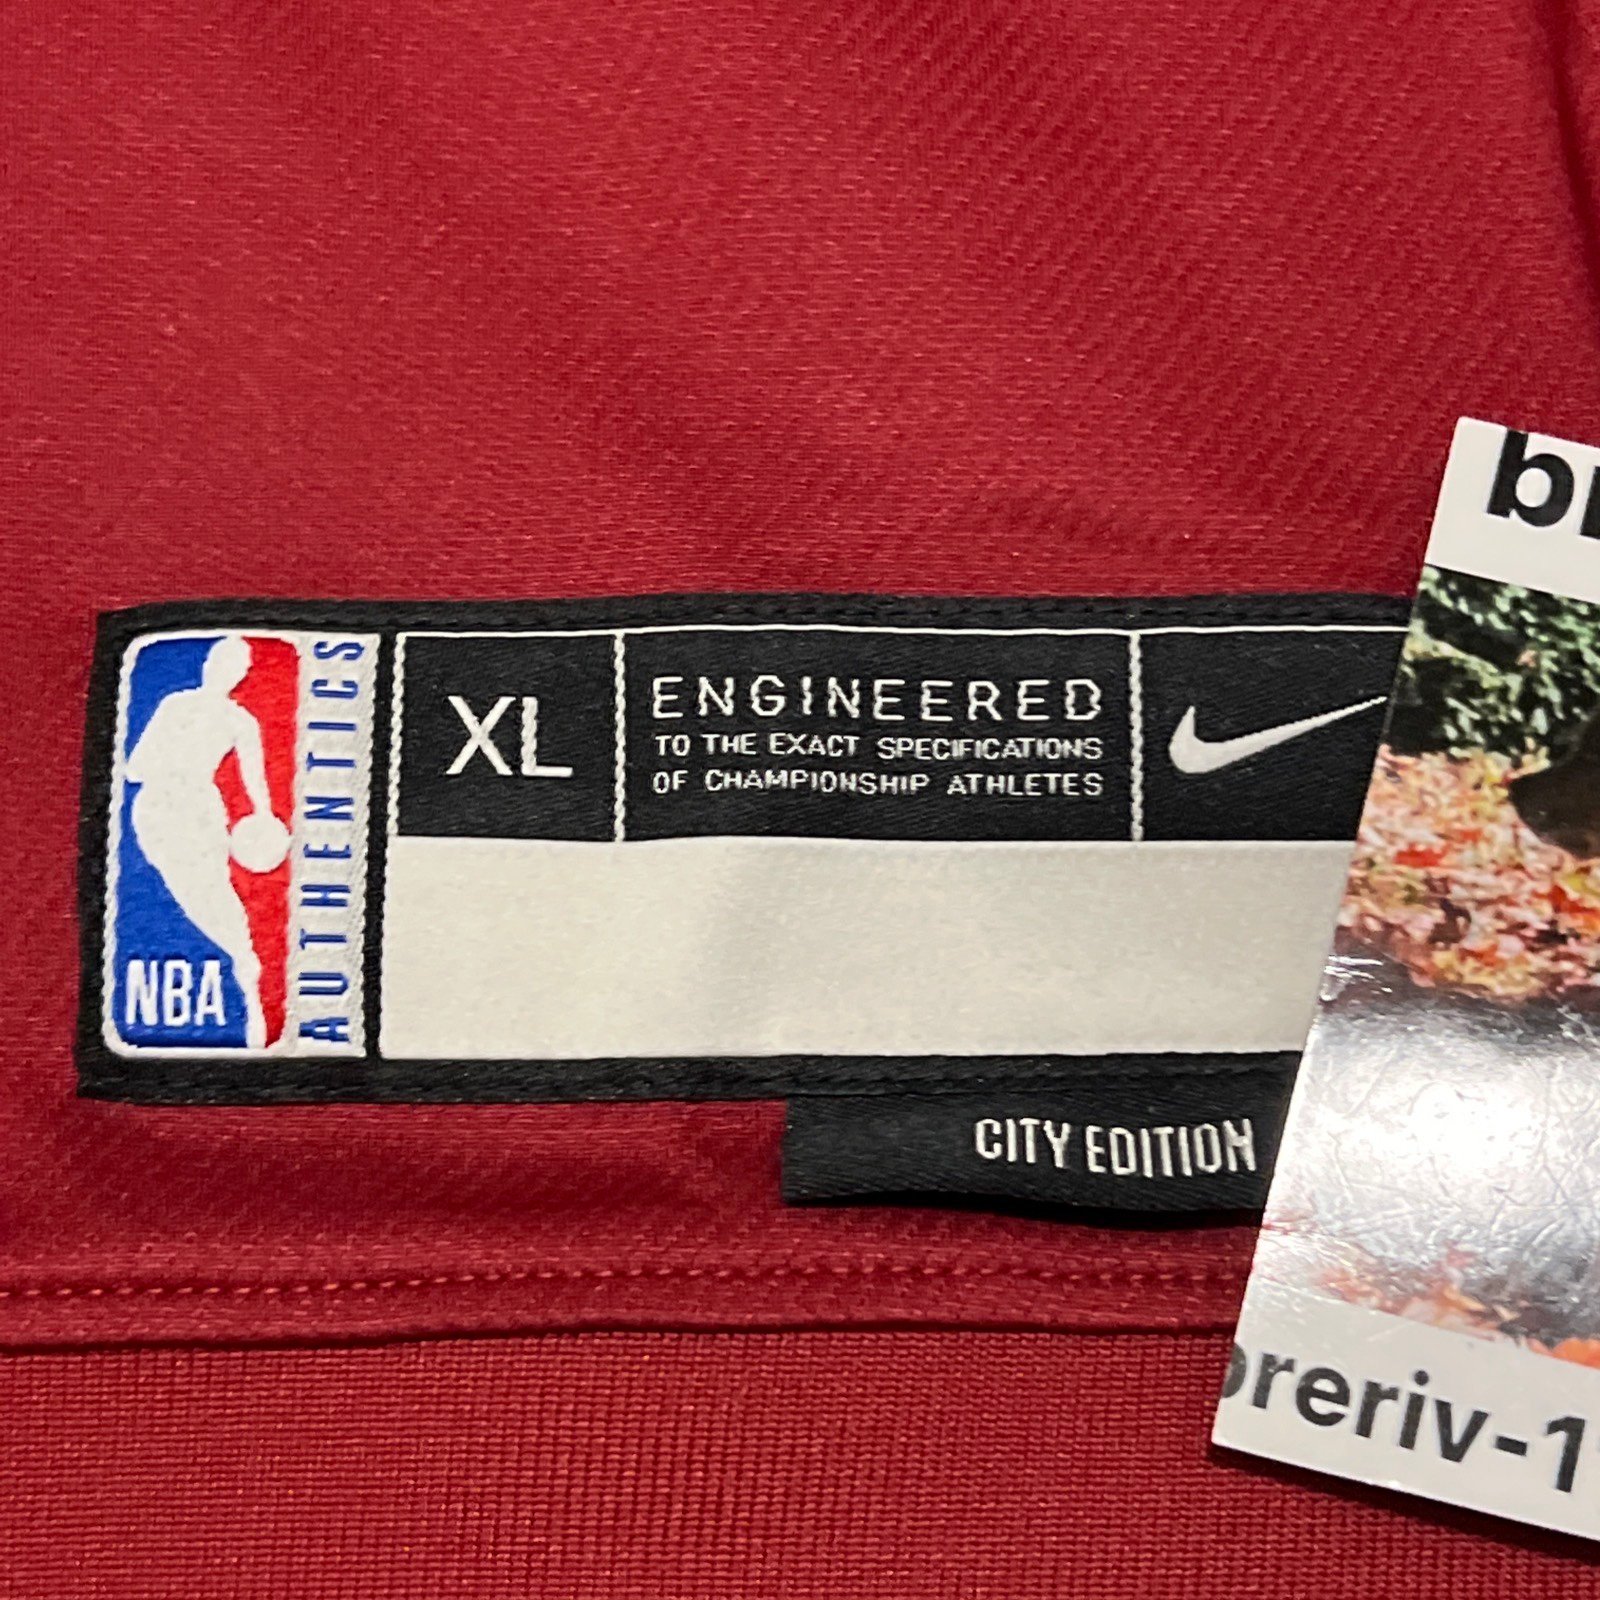 NBA
AUTHENTICS
XL
ENGINEERED
TO THE EXACT SPECIFICATIONS
OF CHAMPIONSHIP ATHLETES
CITY EDITION